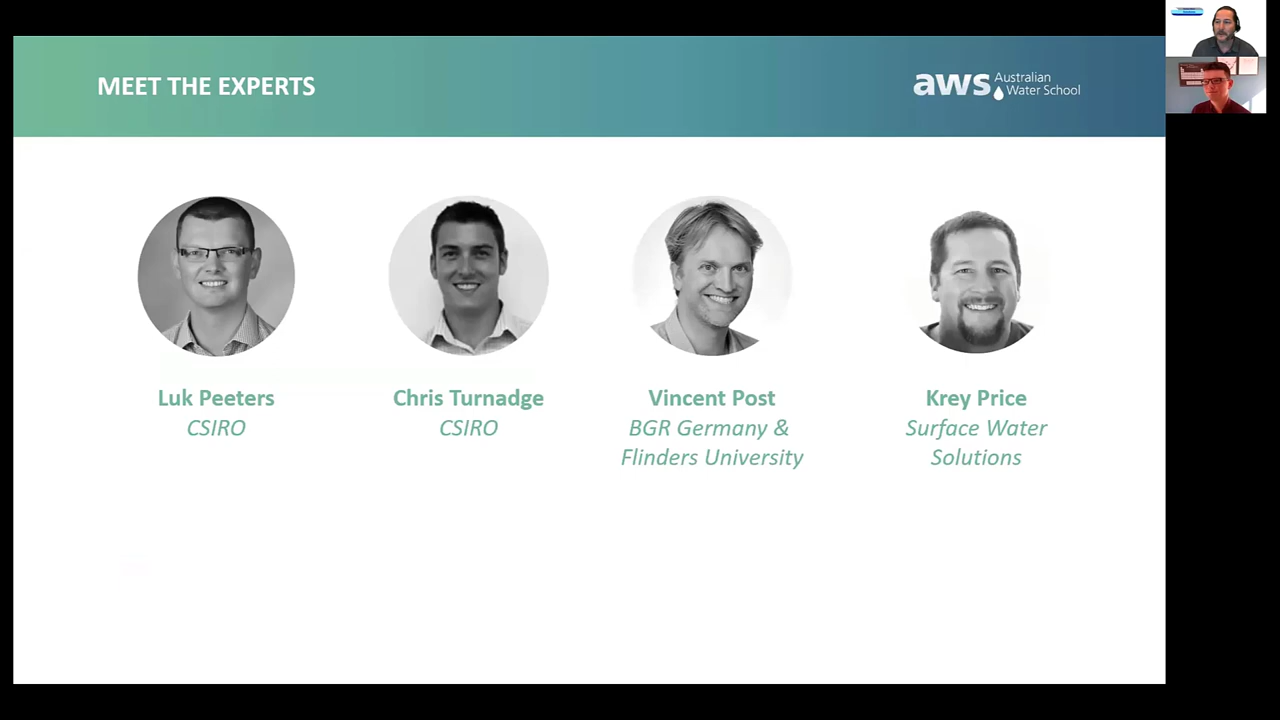 MEET THE EXPERTS
aws Australian
Water School
Luk Peeters
CSIRO
Chris Turnadge
CSIRO
Vincent Post
BGR Germany &
Flinders University
Krey Price
Surface Water
Solutions